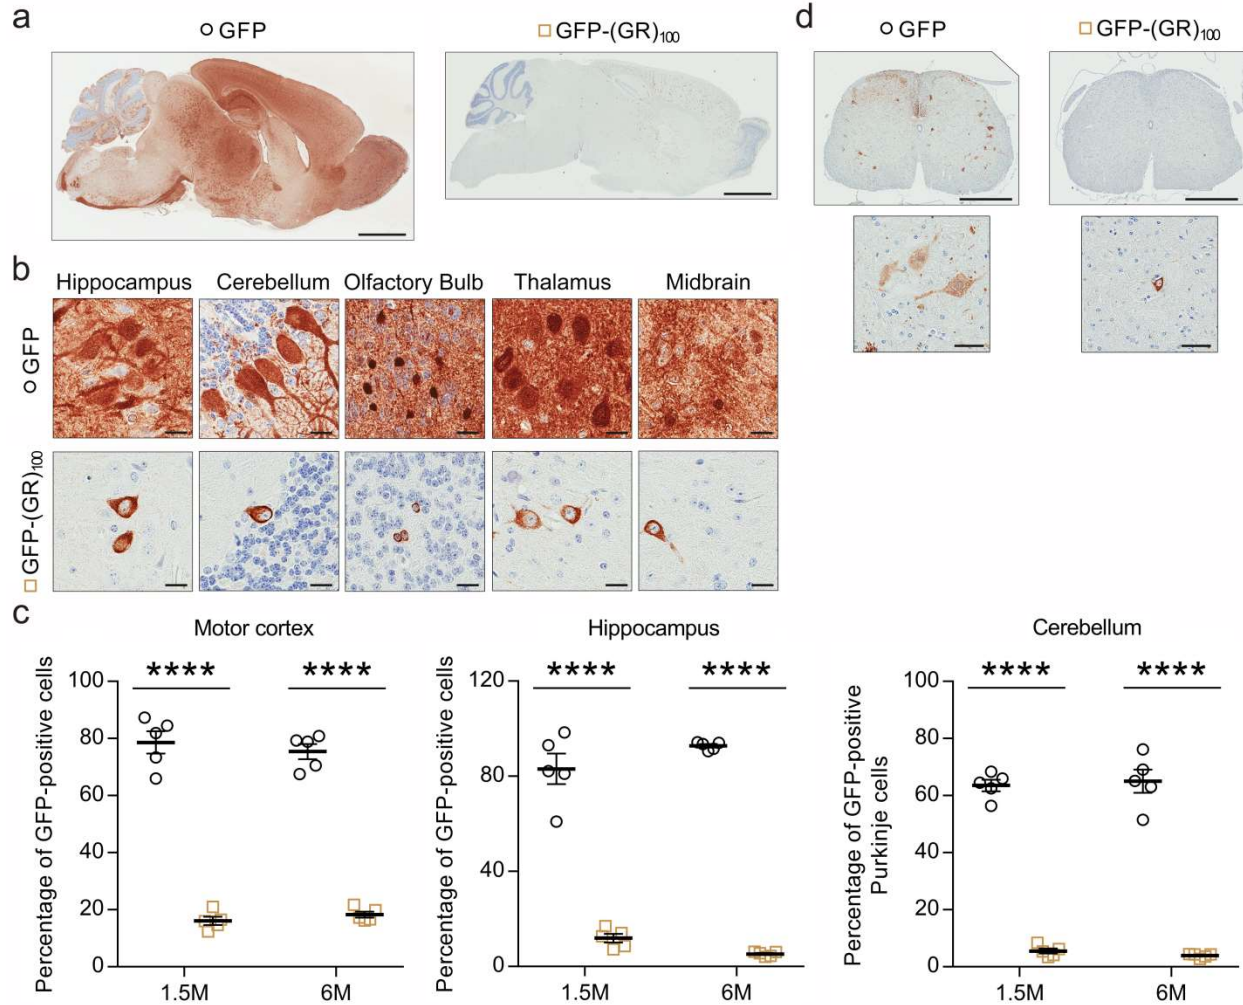 a
○ GFP
□ GFP-(GR)₁₀₀
d
○ GFP
□ GFP-(GR)₁₀₀
b
Hippocampus Cerebellum Olfactory Bulb Thalamus Midbrain
○ GFP
□ GFP-(GR)₁₀₀
c
Motor cortex
Percentage of GFP-positive cells
100
80
60
40
20
0
****
****
1.5M
6M
Hippocampus
Percentage of GFP-positive cells
120
80
40
0
****
****
1.5M
6M
Cerebellum
Percentage of GFP-positive
Purkinje cells
100
80
60
40
20
0
****
****
1.5M
6M